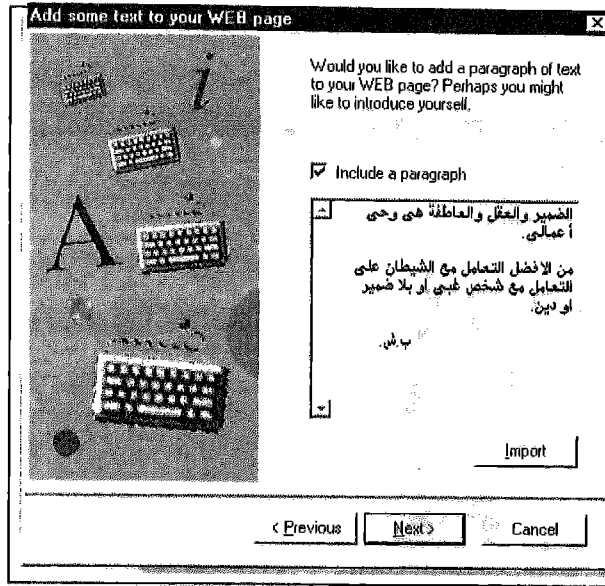 Add some text to your WEB page
Would you like to add a paragraph of text
to your WEB page? Perhaps you might
like to introduce yourself.
Include a paragraph
الضمير والعقل والعاطفة هى وحى
أعمالي.
من الافضل التعامل مع الشيطان على
التعامل مع شخص غبى او بلا ضمير
او دين.
ب.ش.
Import
< Previous
Next >
Cancel
A
i